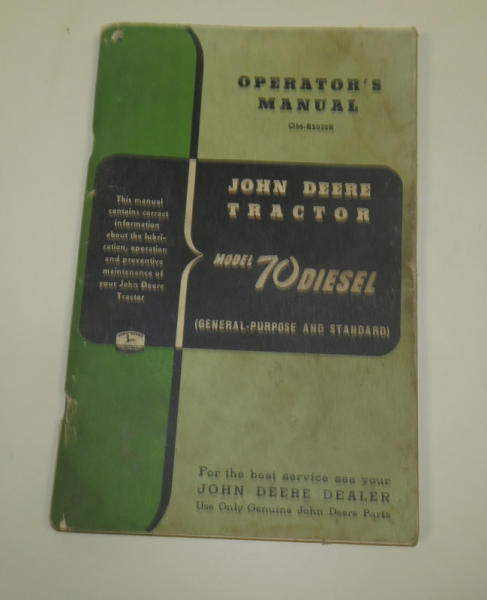 OPERATOR'S
MANUAL
JOHN DEERE
TRACTOR
MODEL 70 DIESEL
(GENERAL-PURPOSE AND STANDARD)
This manual
contains correct
information
about the lubri-
cation, operation
and preventive
maintenance of
your John Deere
Tractor
For the best service see your
JOHN DEERE DEALER
Use Only Genuine John Deere Parts